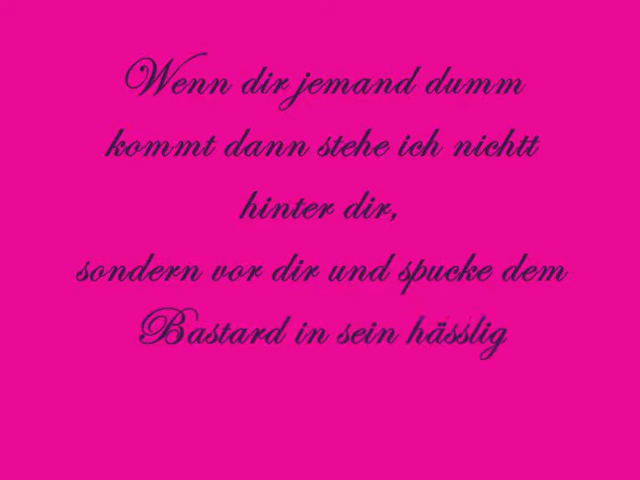 Wenn dir jemand dumm
kommt dann stehe ich nichtt
hinter dir,
sondern vor dir und spucke dem
Bastard in sein hässlig